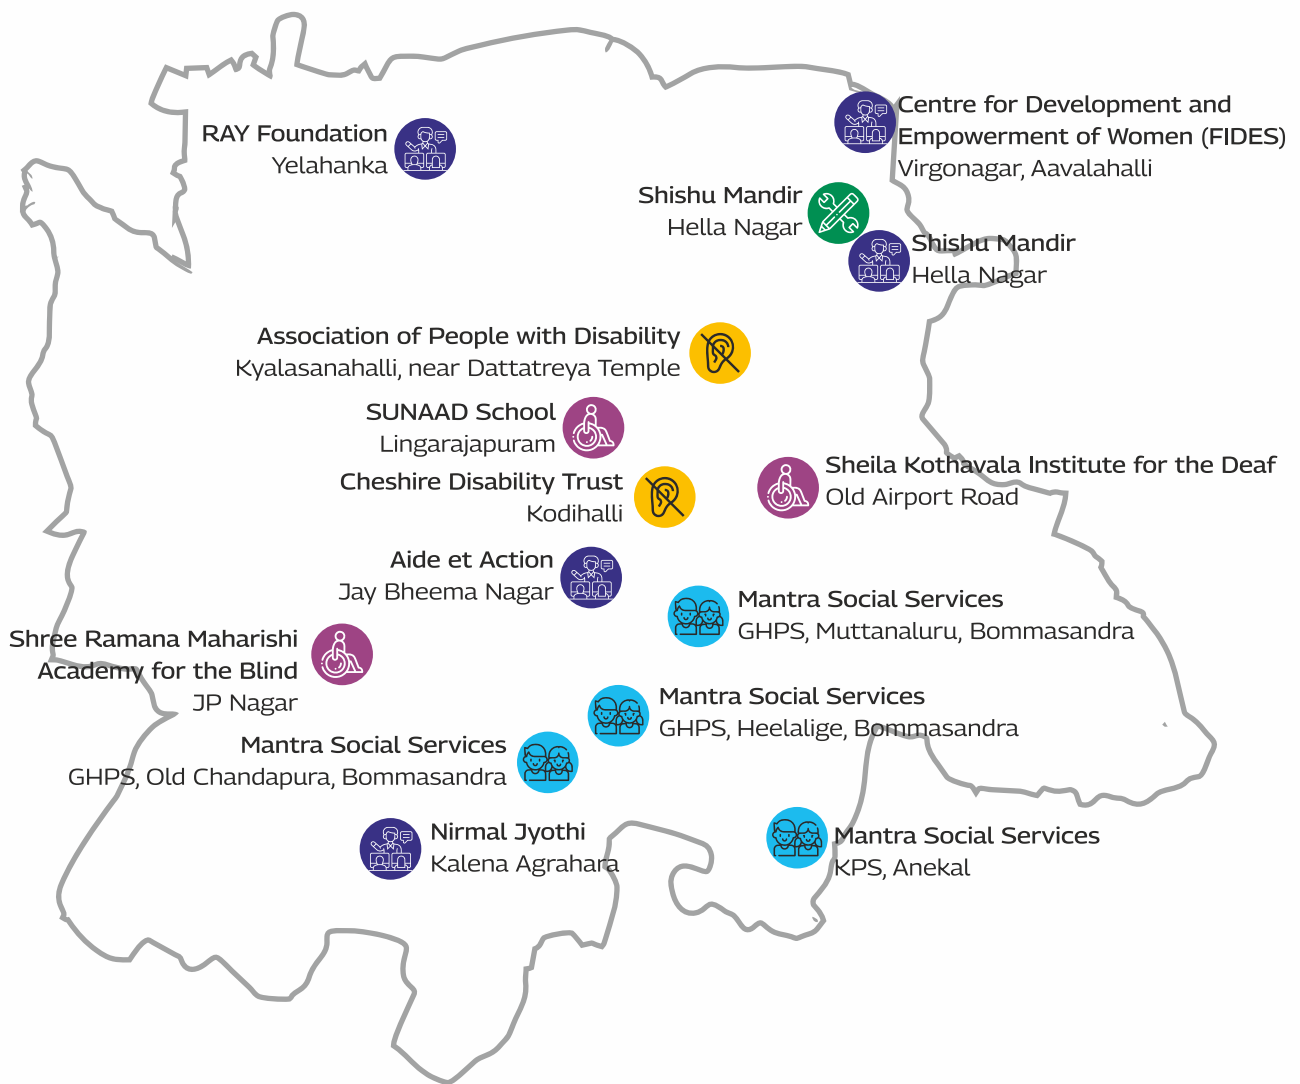 RAY Foundation
Yelahanka
Centre for Development and
Empowerment of Women (FIDES)
Virgonagar, Aavalahalli
Shishu Mandir
Hella Nagar
Shishu Mandir
Hella Nagar
Association of People with Disability
Kyalasanahalli, near Dattatreya Temple
SUNAAD School
Lingarajapuram
Sheila Kothavala Institute for the Deaf
Old Airport Road
Cheshire Disability Trust
Kodihalli
Aide et Action
Jay Bheema Nagar
Mantra Social Services
GHPS, Muttanaluru, Bommasandra
Shree Ramana Maharishi
Academy for the Blind
JP Nagar
Mantra Social Services
GHPS, Heelalige, Bommasandra
Mantra Social Services
GHPS, Old Chandapura, Bommasandra
Nirmal Jyothi
Kalena Agrahara
Mantra Social Services
KPS, Anekal